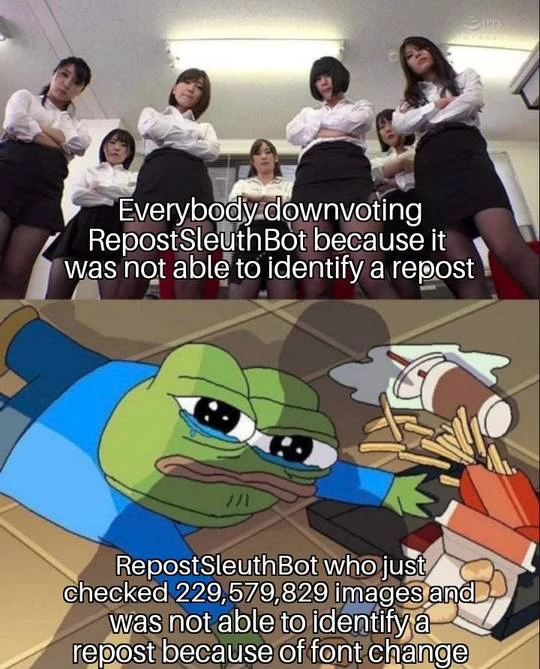 Everybody downvoting
RepostSleuthBot because it
was not able to identify a repost
RepostSleuthBot who just
checked 229,579,829 images and
was not able to identify a
repost because of font change